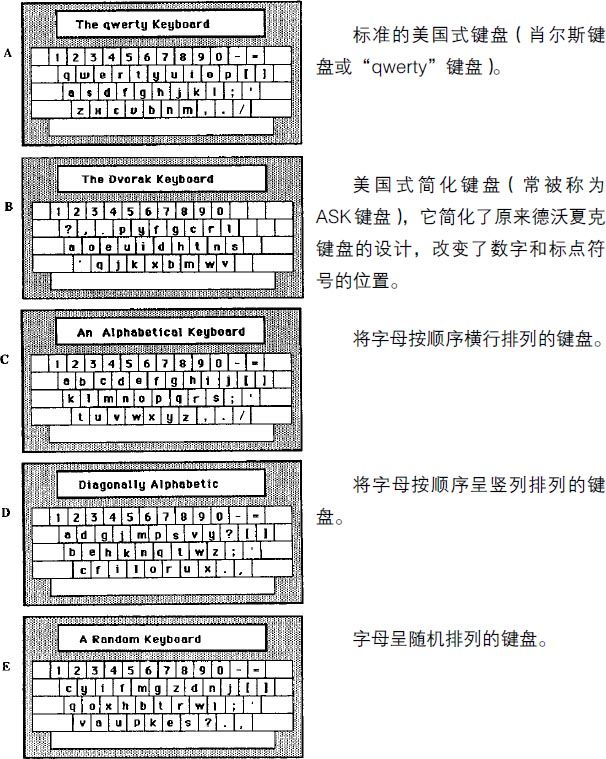 A
The qwerty Keyboard
1 2 3 4 5 6 7 8 9 0 - =
q w e r t y u i o p [ ]
a s d f g h j k l ; '
z x c v b n m , . /
标准的美国式键盘（肖尔斯键
盘或“qwerty”键盘）。
B
The Dvorak Keyboard
1 2 3 4 5 6 7 8 9 0
? , . p y f g c r l
a o e u i d h t n s
' q j k x b m w v
美国式简化键盘（常被称为
ASK键盘），它简化了原来德沃夏克
键盘的设计，改变了数字和标点符
号的位置。
C
An Alphabetical Keyboard
1 2 3 4 5 6 7 8 9 0 - =
a b c d e f g h i j [ ]
k l m n o p q r s ; '
t u v w x y z , . /
将字母按顺序横行排列的键盘。
D
Diagonally Alphabetic
1 2 3 4 5 6 7 8 9 0 - =
a d g j m p s v y ? [ ]
b e h k n q t w z ; '
c f i l o r u x . ,
将字母按顺序呈竖列排列的键
盘。
E
A Random Keyboard
1 2 3 4 5 6 7 8 9 0 - =
c y i f m g z d n j [ ]
q o x h b t r w l ; '
v a u p k e s ? . ,
字母呈随机排列的键盘。